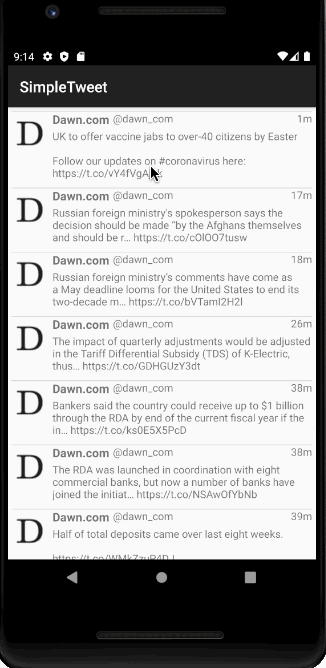 9:14
SimpleTweet
D Dawn.com @dawn_com 1m
UK to offer vaccine jabs to over-40 citizens by Easter
Follow our updates on #coronavirus here:
D Dawn.com @dawn_com 17m
Russian foreign ministry's spokesperson says the
decision should be made "by the Afghans themselves
and should be r... https://t.co/cOlOO7tusw
D Dawn.com @dawn_com 18m
Russian foreign ministry's comments have come as
a May deadline looms for the United States to end its
two-decade m... https://t.co/bVTamI2H2l
D Dawn.com @dawn_com 26m
The impact of quarterly adjustments would be adjusted
in the Tariff Differential Subsidy (TDS) of K-Electric,
thus... https://t.co/GDHGUzY3dt
D Dawn.com @dawn_com 38m
Bankers said the country could receive up to $1 billion
through the RDA by end of the current fiscal year if the
in... https://t.co/ks0E5X5PcD
D Dawn.com @dawn_com 38m
The RDA was launched in coordination with eight
commercial banks, but now a number of banks have
joined the initiat... https://t.co/NSAwOfYbNb
D Dawn.com @dawn_com 39m
Half of total deposits came over last eight weeks.